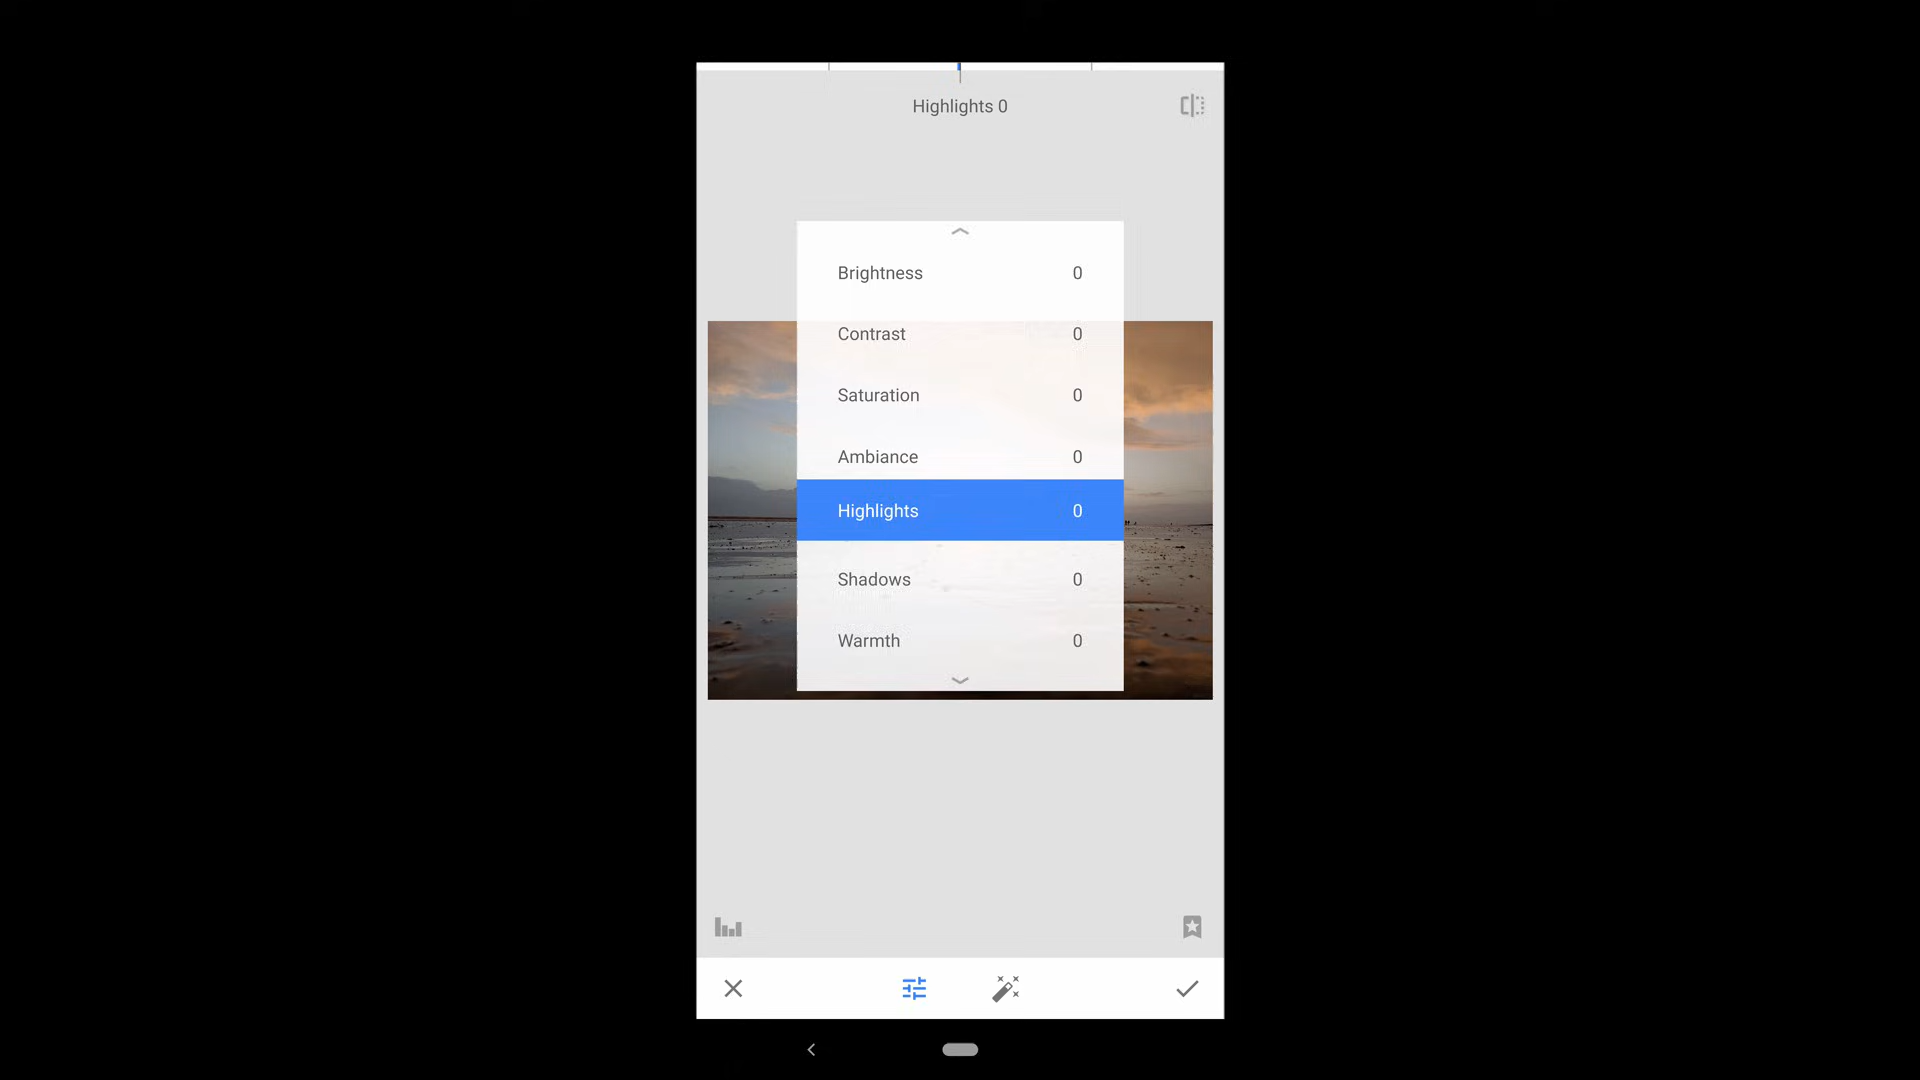 Highlights 0
Brightness 0
Contrast 0
Saturation 0
Ambiance 0
Highlights 0
Shadows 0
Warmth 0